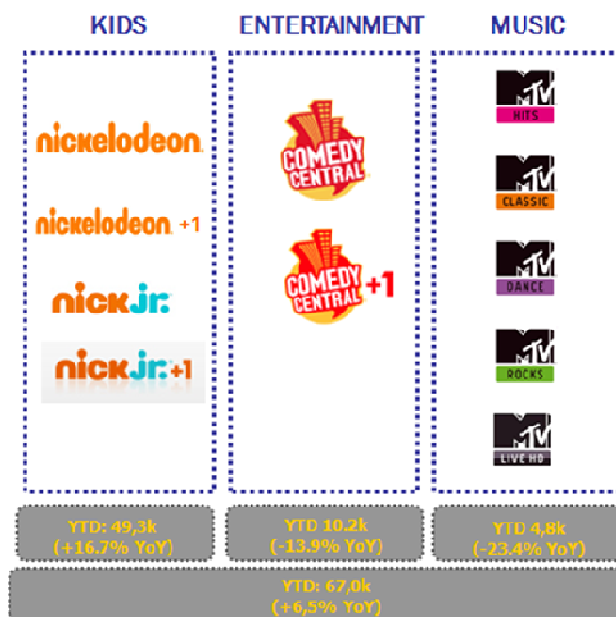 KIDS
ENTERTAINMENT
MUSIC
nickelodeon
nickelodeon +1
nick jr.
nick jr. +1
COMEDY
CENTRAL
COMEDY
CENTRAL +1
MTV
HITS
MTV
CLASSIC
MTV
DANCE
MTV
ROCKS
MTV
LIVE HD
YTD: 49,3k
(+16.7% YoY)
YTD 10.2k
(-13.9% YoY)
YTD 4,8k
(-23.4% YoY)
YTD: 67,0k
(+6,5% YoY)